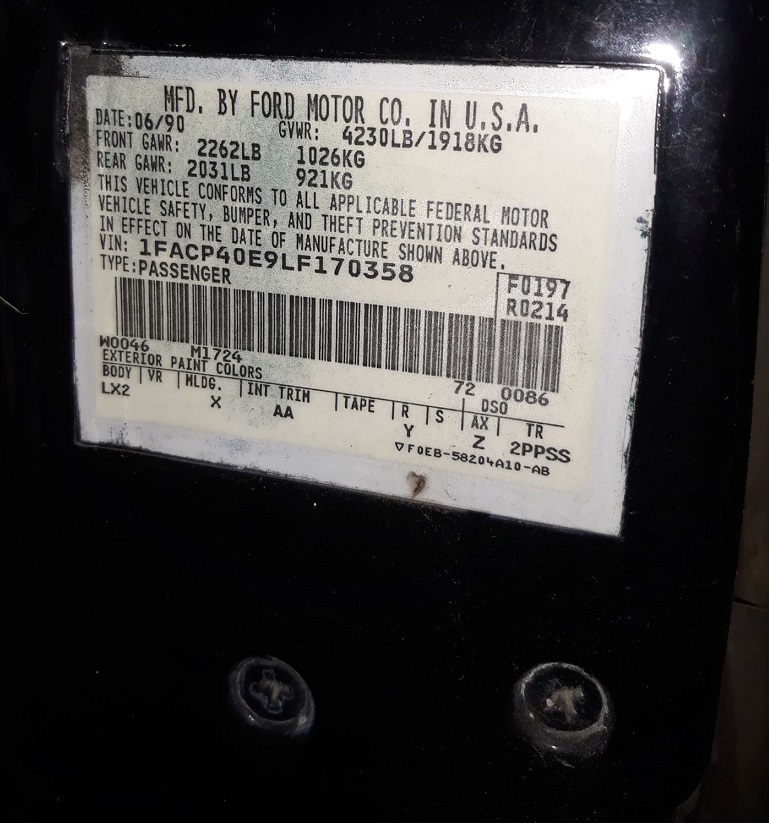 MFD. BY FORD MOTOR CO. IN U.S.A.
DATE:06/90 GVWR: 4230LB/1918KG
FRONT GAWR: 2262LB 1026KG
REAR GAWR: 2031LB 921KG
THIS VEHICLE CONFORMS TO ALL APPLICABLE FEDERAL MOTOR
VEHICLE SAFETY, BUMPER, AND THEFT PREVENTION STANDARDS
IN EFFECT ON THE DATE OF MANUFACTURE SHOWN ABOVE.
VIN: 1FACP40E9LF170358
TYPE:PASSENGER
F0197
R0214
W0046 M1724
EXTERIOR PAINT COLORS 72 0086
BODY VR MLDG. INT TRIM TAPE R S AX TR
DSO
LX2 X AA Y Z 2PPSS
▽F0EB-58204A10-AB